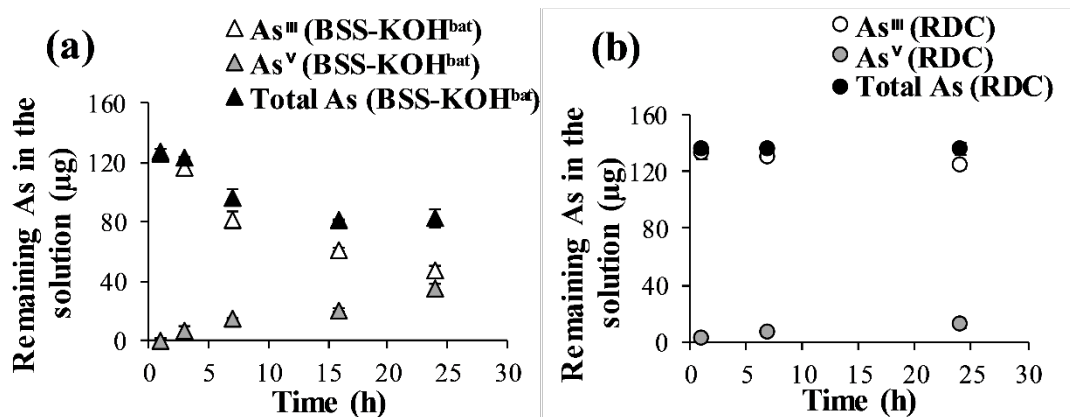 (a)
As^III (BSS-KOH^bat)
As^V (BSS-KOH^bat)
Total As (BSS-KOH^bat)
Remaining As in the
solution (µg)
160
120
80
40
0
0 5 10 15 20 25 30
Time (h)
(b)
As^III (RDC)
As^V (RDC)
Total As (RDC)
Remaining As in the
solution (µg)
160
120
80
40
0
0 5 10 15 20 25 30
Time (h)